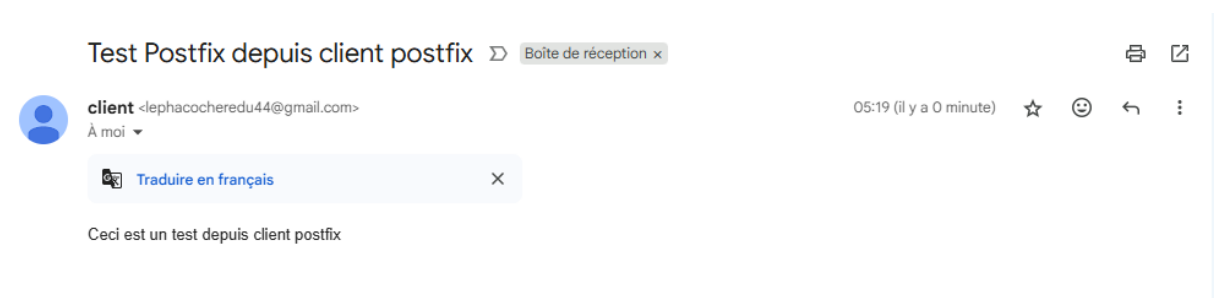 Test Postfix depuis client postfix Boîte de réception ×
client <lephacocheredu44@gmail.com> 05:19 (il y a 0 minute)
À moi
Traduire en français
Ceci est un test depuis client postfix